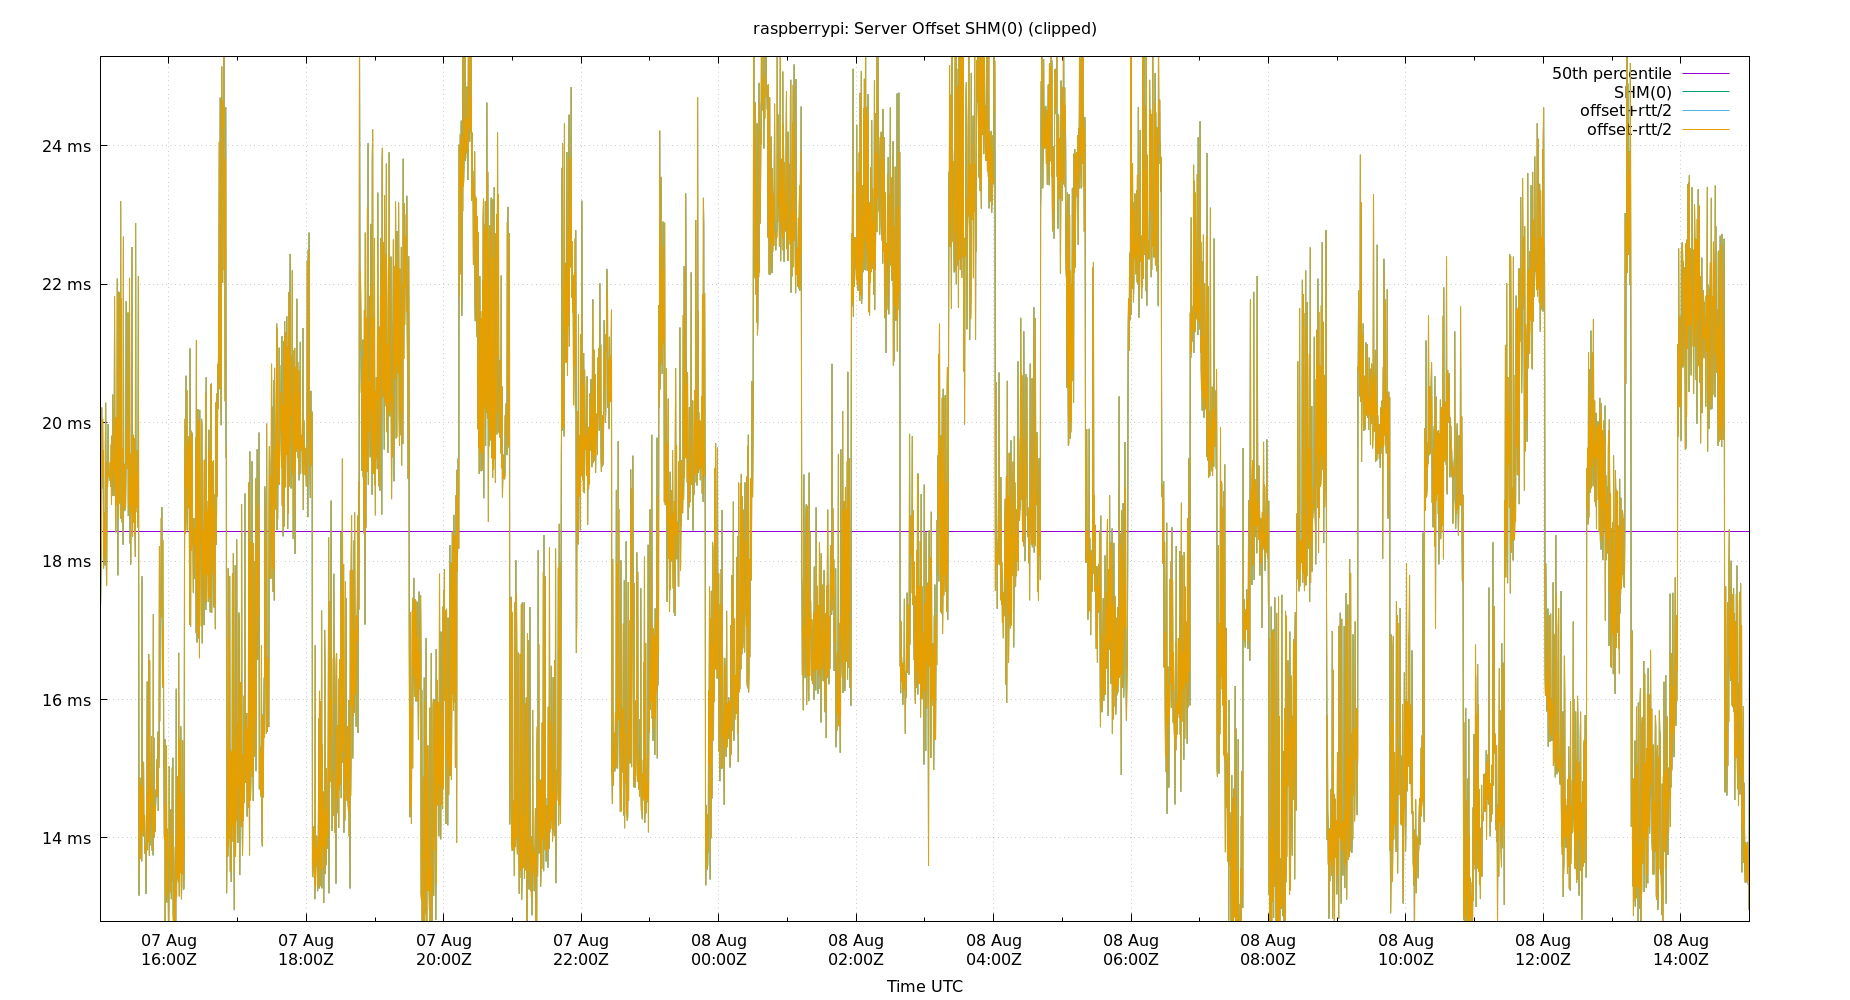 raspberrypi: Server Offset SHM(0) (clipped)
50th percentile
SHM(0)
offset+rtt/2
offset-rtt/2
24 ms
22 ms
20 ms
18 ms
16 ms
14 ms
07 Aug 07 Aug 07 Aug 07 Aug 08 Aug 08 Aug 08 Aug 08 Aug 08 Aug 08 Aug 08 Aug 08 Aug
16:00Z 18:00Z 20:00Z 22:00Z 00:00Z 02:00Z 04:00Z 06:00Z 08:00Z 10:00Z 12:00Z 14:00Z
Time UTC